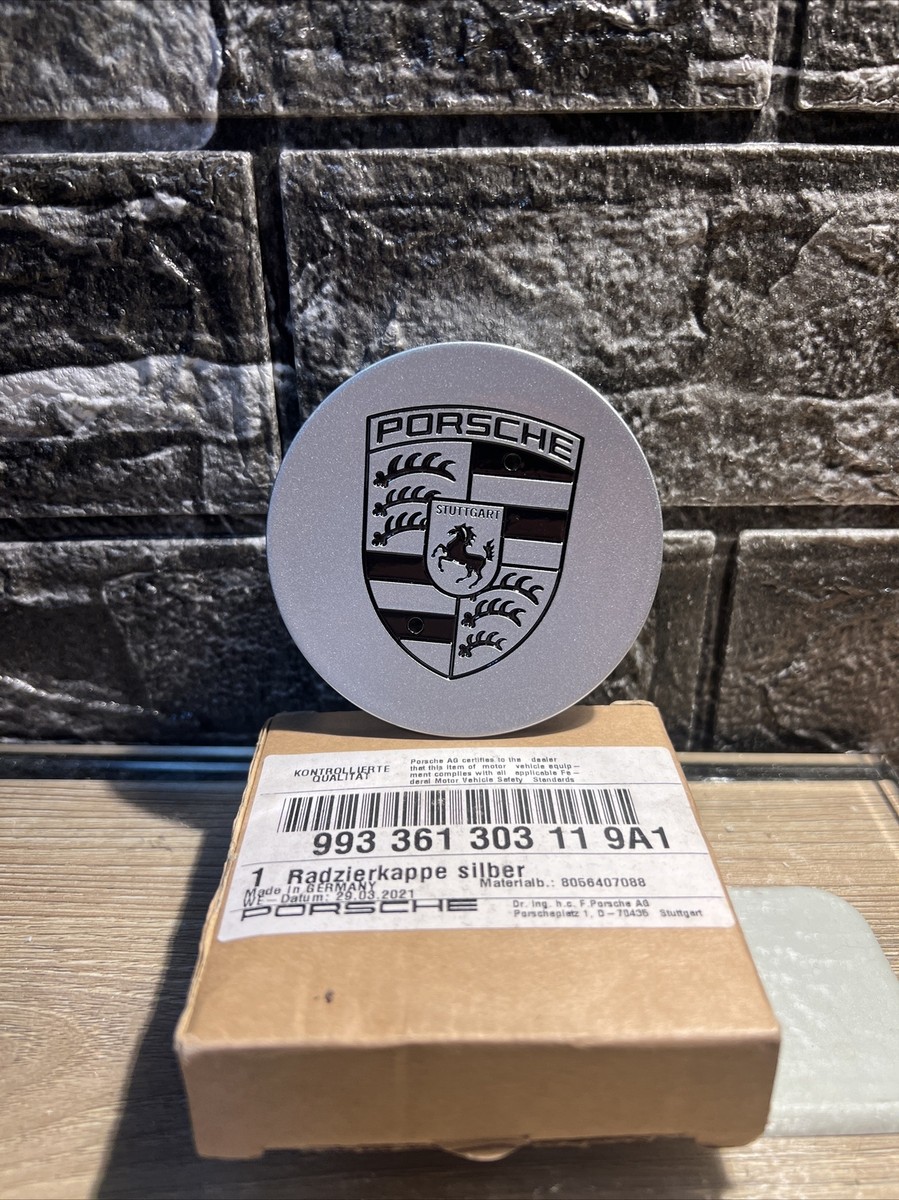 PORSCHE
STUTTGART
KONTROLLIERTE
QUALITÄT
Porsche AG certifies to the dealer
that this item of motor vehicle equip-
ment complies with all applicable Fe-
deral Motor Vehicle Safety Standards
993 361 303 11 9A1
1 Radzierkappe silber
Made in GERMANY
Materialb.: 8056407088
WE-Datum: 29.03.2021
PORSCHE
Dr. Ing. h.c. F.Porsche AG
Porscheplatz 1, D-70435 Stuttgart